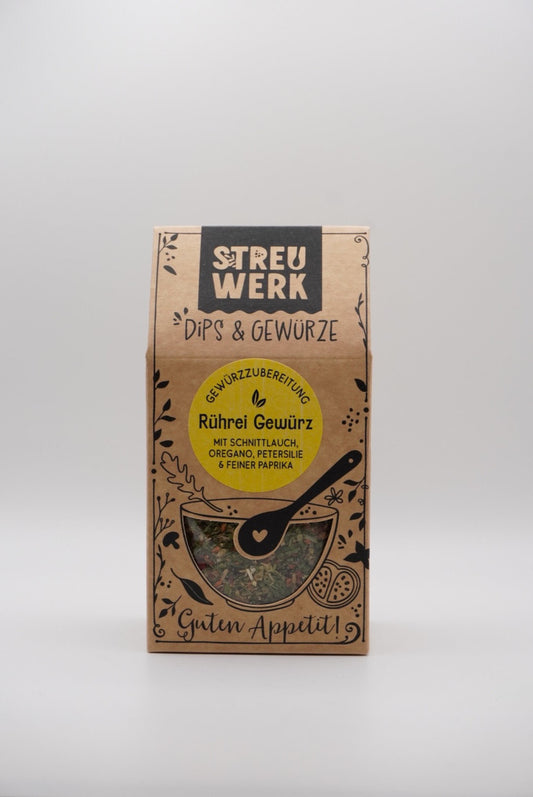 STREU
WERK
DiPS & GEWÜRZE
GEWÜRZZUBEREITUNG
Rührei Gewürz
MIT SCHNITTLAUCH,
OREGANO, PETERSILIE
& FEINER PAPRIKA
Guten Appetit!